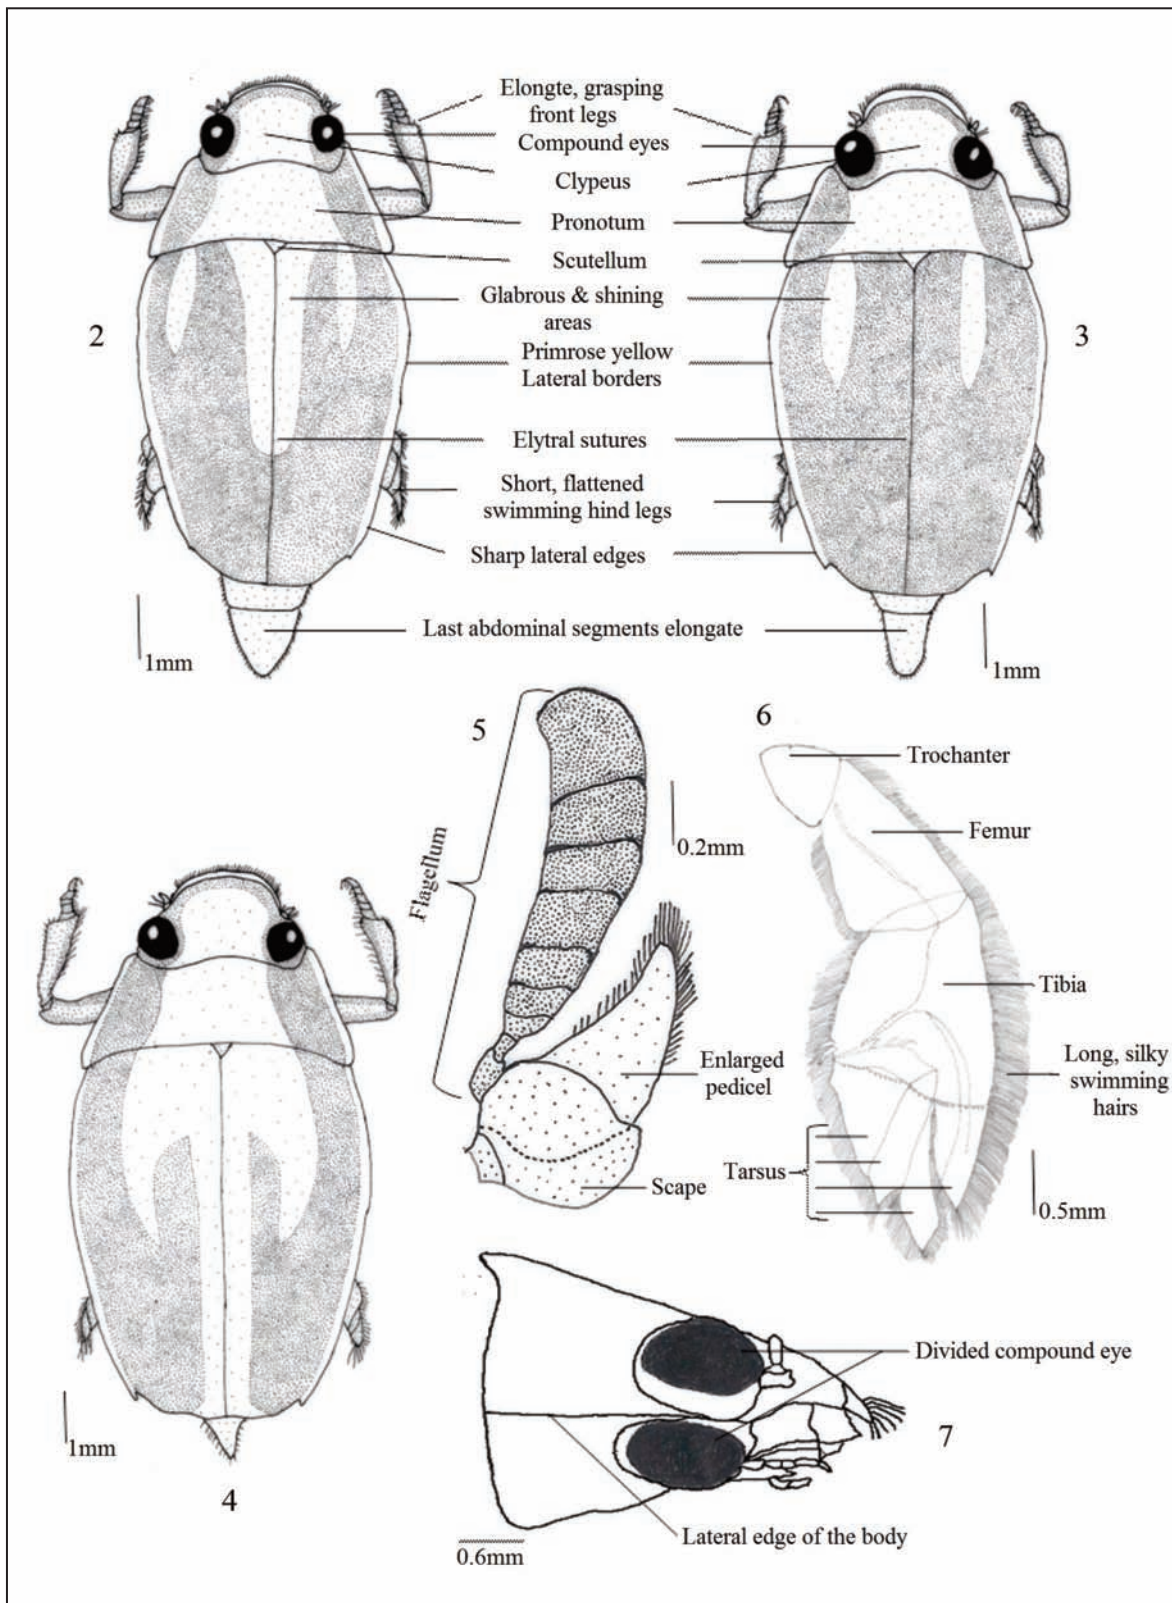 Elongte, grasping
front legs
Compound eyes
Clypeus
Pronotum
Scutellum
Glabrous & shining
areas
2
3
Primrose yellow
Lateral borders
Elytral sutures
Short, flattened
swimming hind legs
Sharp lateral edges
Last abdominal segments elongate
1mm
1mm
5
Flagellum
0.2mm
Enlarged
pedicel
Scape
6
Trochanter
Femur
Tibia
Long, silky
swimming
hairs
Tarsus
0.5mm
1mm
4
Divided compound eye
7
Lateral edge of the body
0.6mm